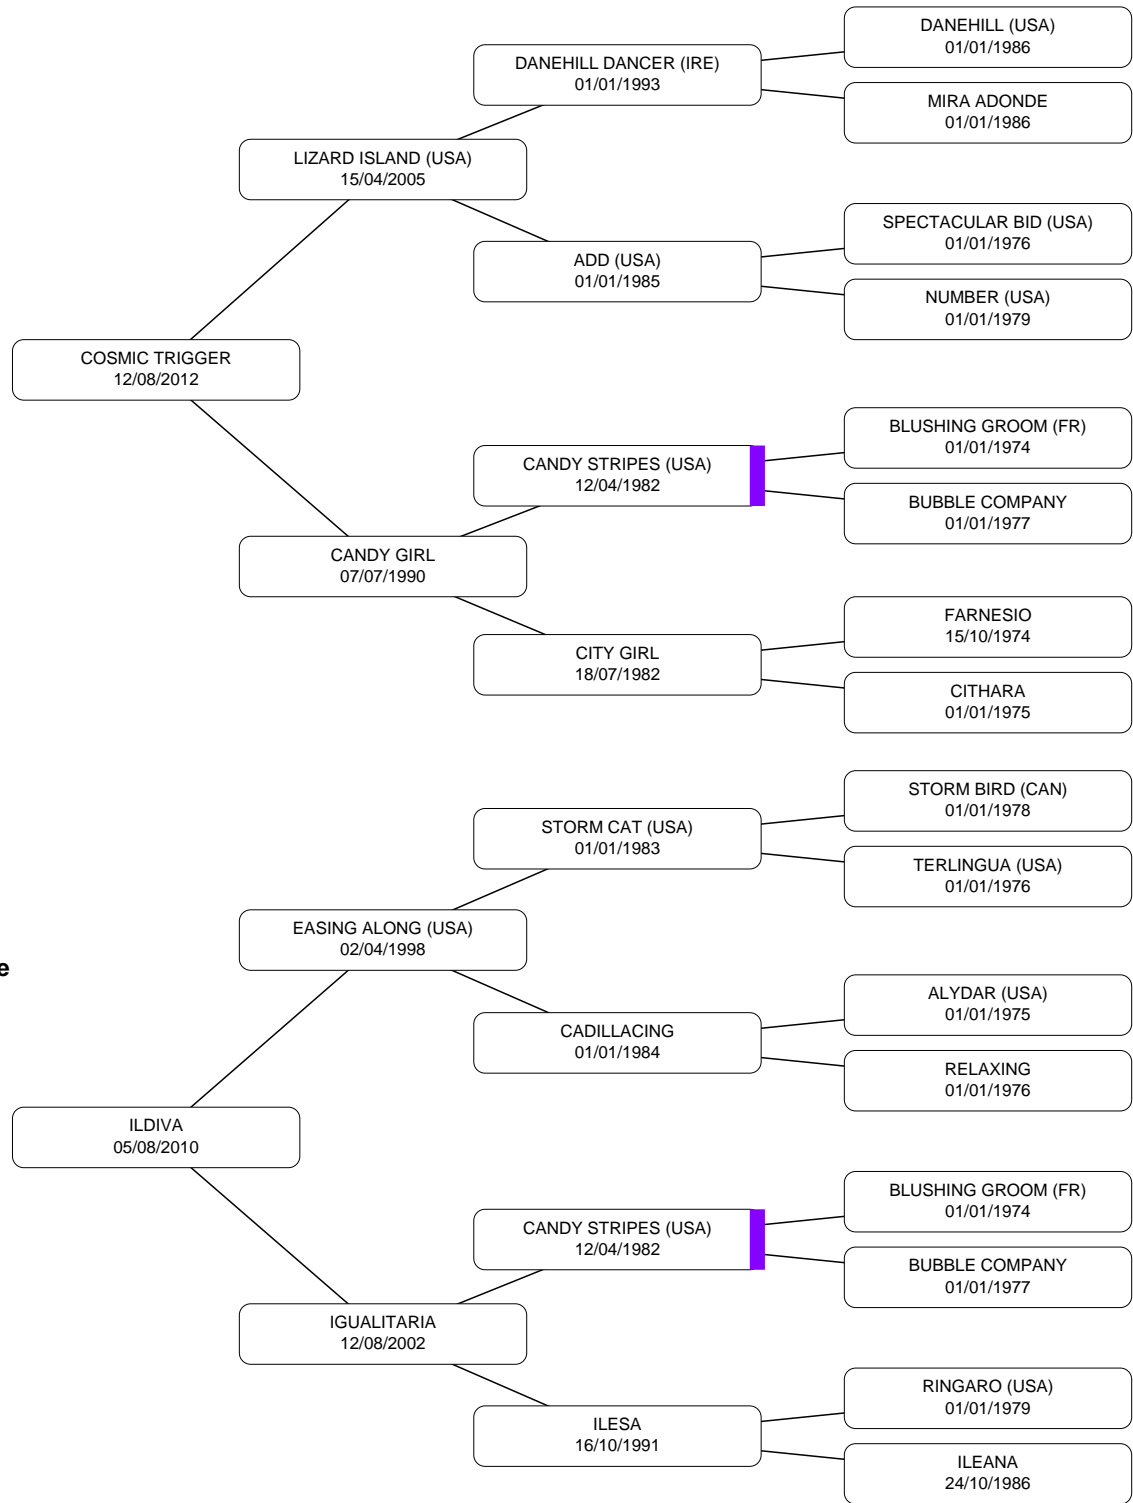 DANEHILL (USA)
01/01/1986
DANEHILL DANCER (IRE)
01/01/1993
MIRA ADONDE
01/01/1986
LIZARD ISLAND (USA)
15/04/2005
SPECTACULAR BID (USA)
01/01/1976
ADD (USA)
01/01/1985
NUMBER (USA)
01/01/1979
COSMIC TRIGGER
12/08/2012
BLUSHING GROOM (FR)
01/01/1974
CANDY STRIPES (USA)
12/04/1982
BUBBLE COMPANY
01/01/1977
CANDY GIRL
07/07/1990
FARNESIO
15/10/1974
CITY GIRL
18/07/1982
CITHARA
01/01/1975
STORM BIRD (CAN)
01/01/1978
STORM CAT (USA)
01/01/1983
TERLINGUA (USA)
01/01/1976
EASING ALONG (USA)
02/04/1998
e
ALYDAR (USA)
01/01/1975
CADILLACING
01/01/1984
RELAXING
01/01/1976
ILDIVA
05/08/2010
BLUSHING GROOM (FR)
01/01/1974
CANDY STRIPES (USA)
12/04/1982
BUBBLE COMPANY
01/01/1977
IGUALITARIA
12/08/2002
RINGARO (USA)
01/01/1979
ILESA
16/10/1991
ILEANA
24/10/1986